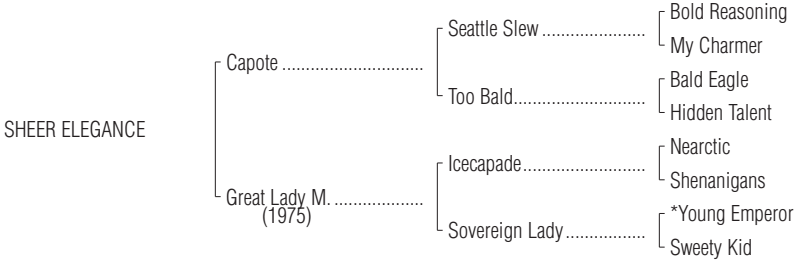 Bold Reasoning
Seattle Slew ......................
My Charmer
Capote .............................
Bald Eagle
Too Bald...........................
Hidden Talent
SHEER ELEGANCE
Nearctic
Icecapade.........................
Shenanigans
Great Lady M. ...................
(1975)
*Young Emperor
Sovereign Lady.................
Sweety Kid